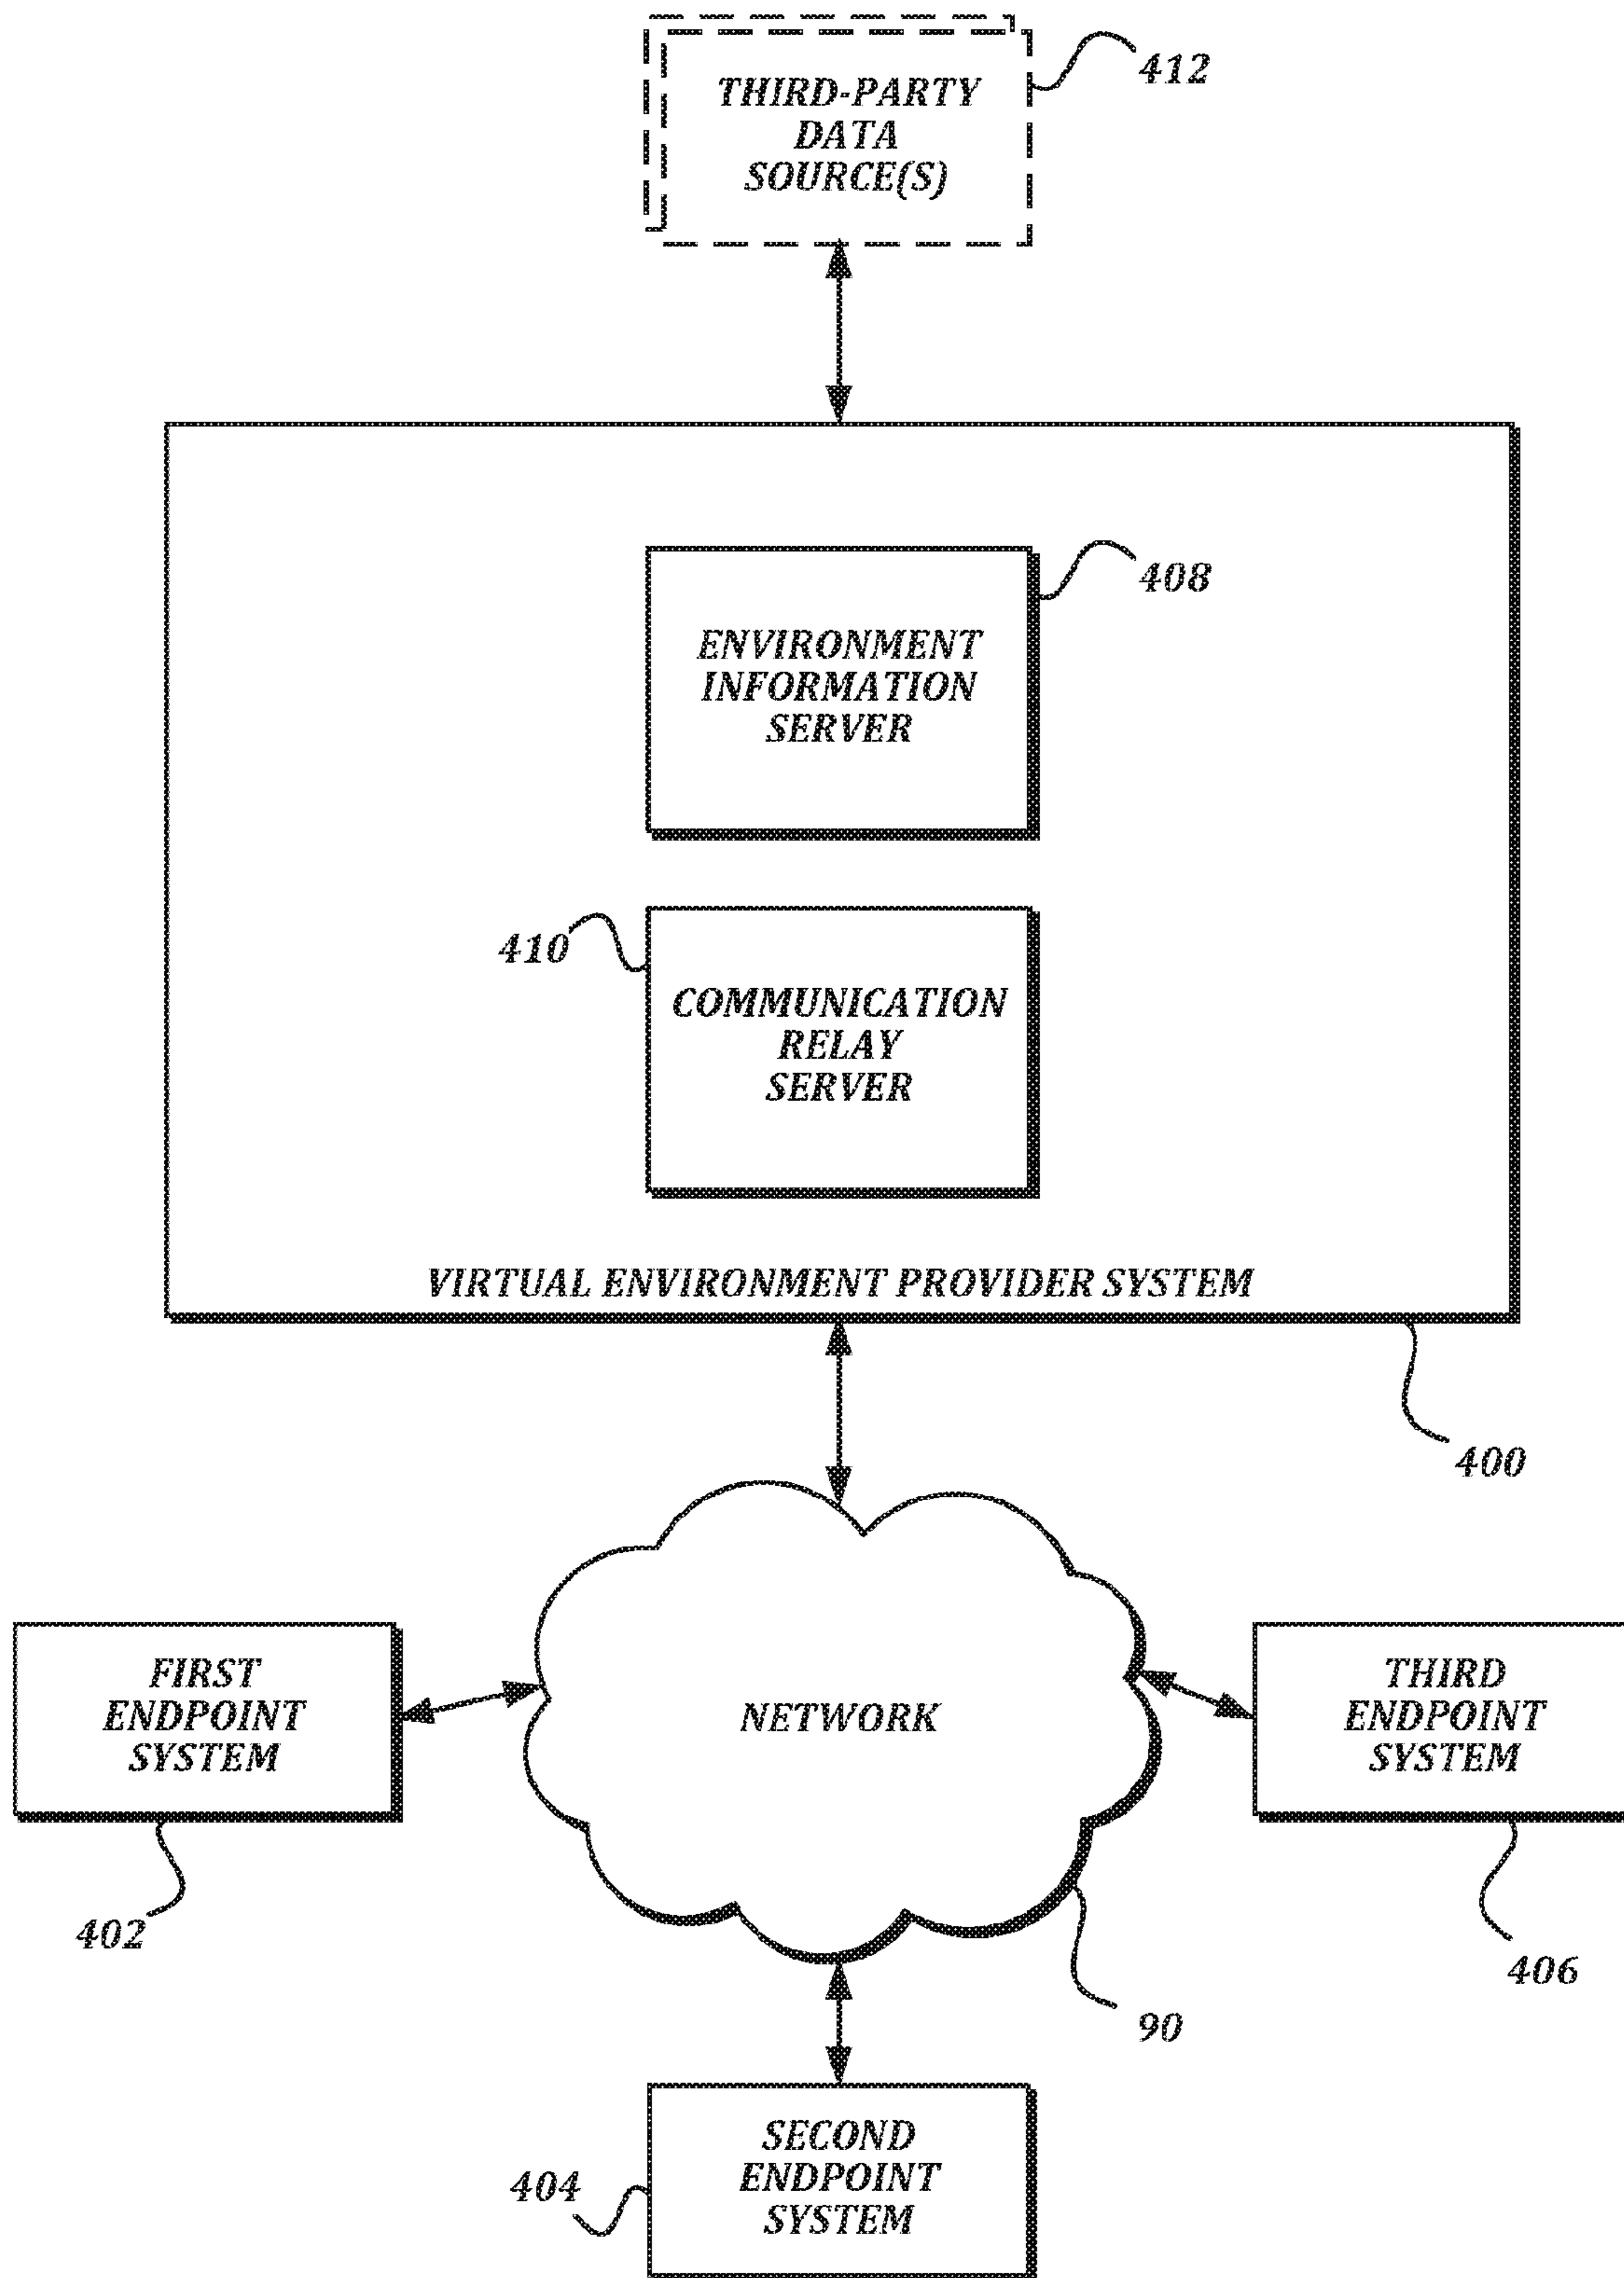 THIRD-PARTY
DATA
SOURCE(S)
412
ENVIRONMENT
INFORMATION
SERVER
408
410
COMMUNICATION
RELAY
SERVER
VIRTUAL ENVIRONMENT PROVIDER SYSTEM
400
FIRST
ENDPOINT
SYSTEM
402
NETWORK
90
THIRD
ENDPOINT
SYSTEM
406
404
SECOND
ENDPOINT
SYSTEM